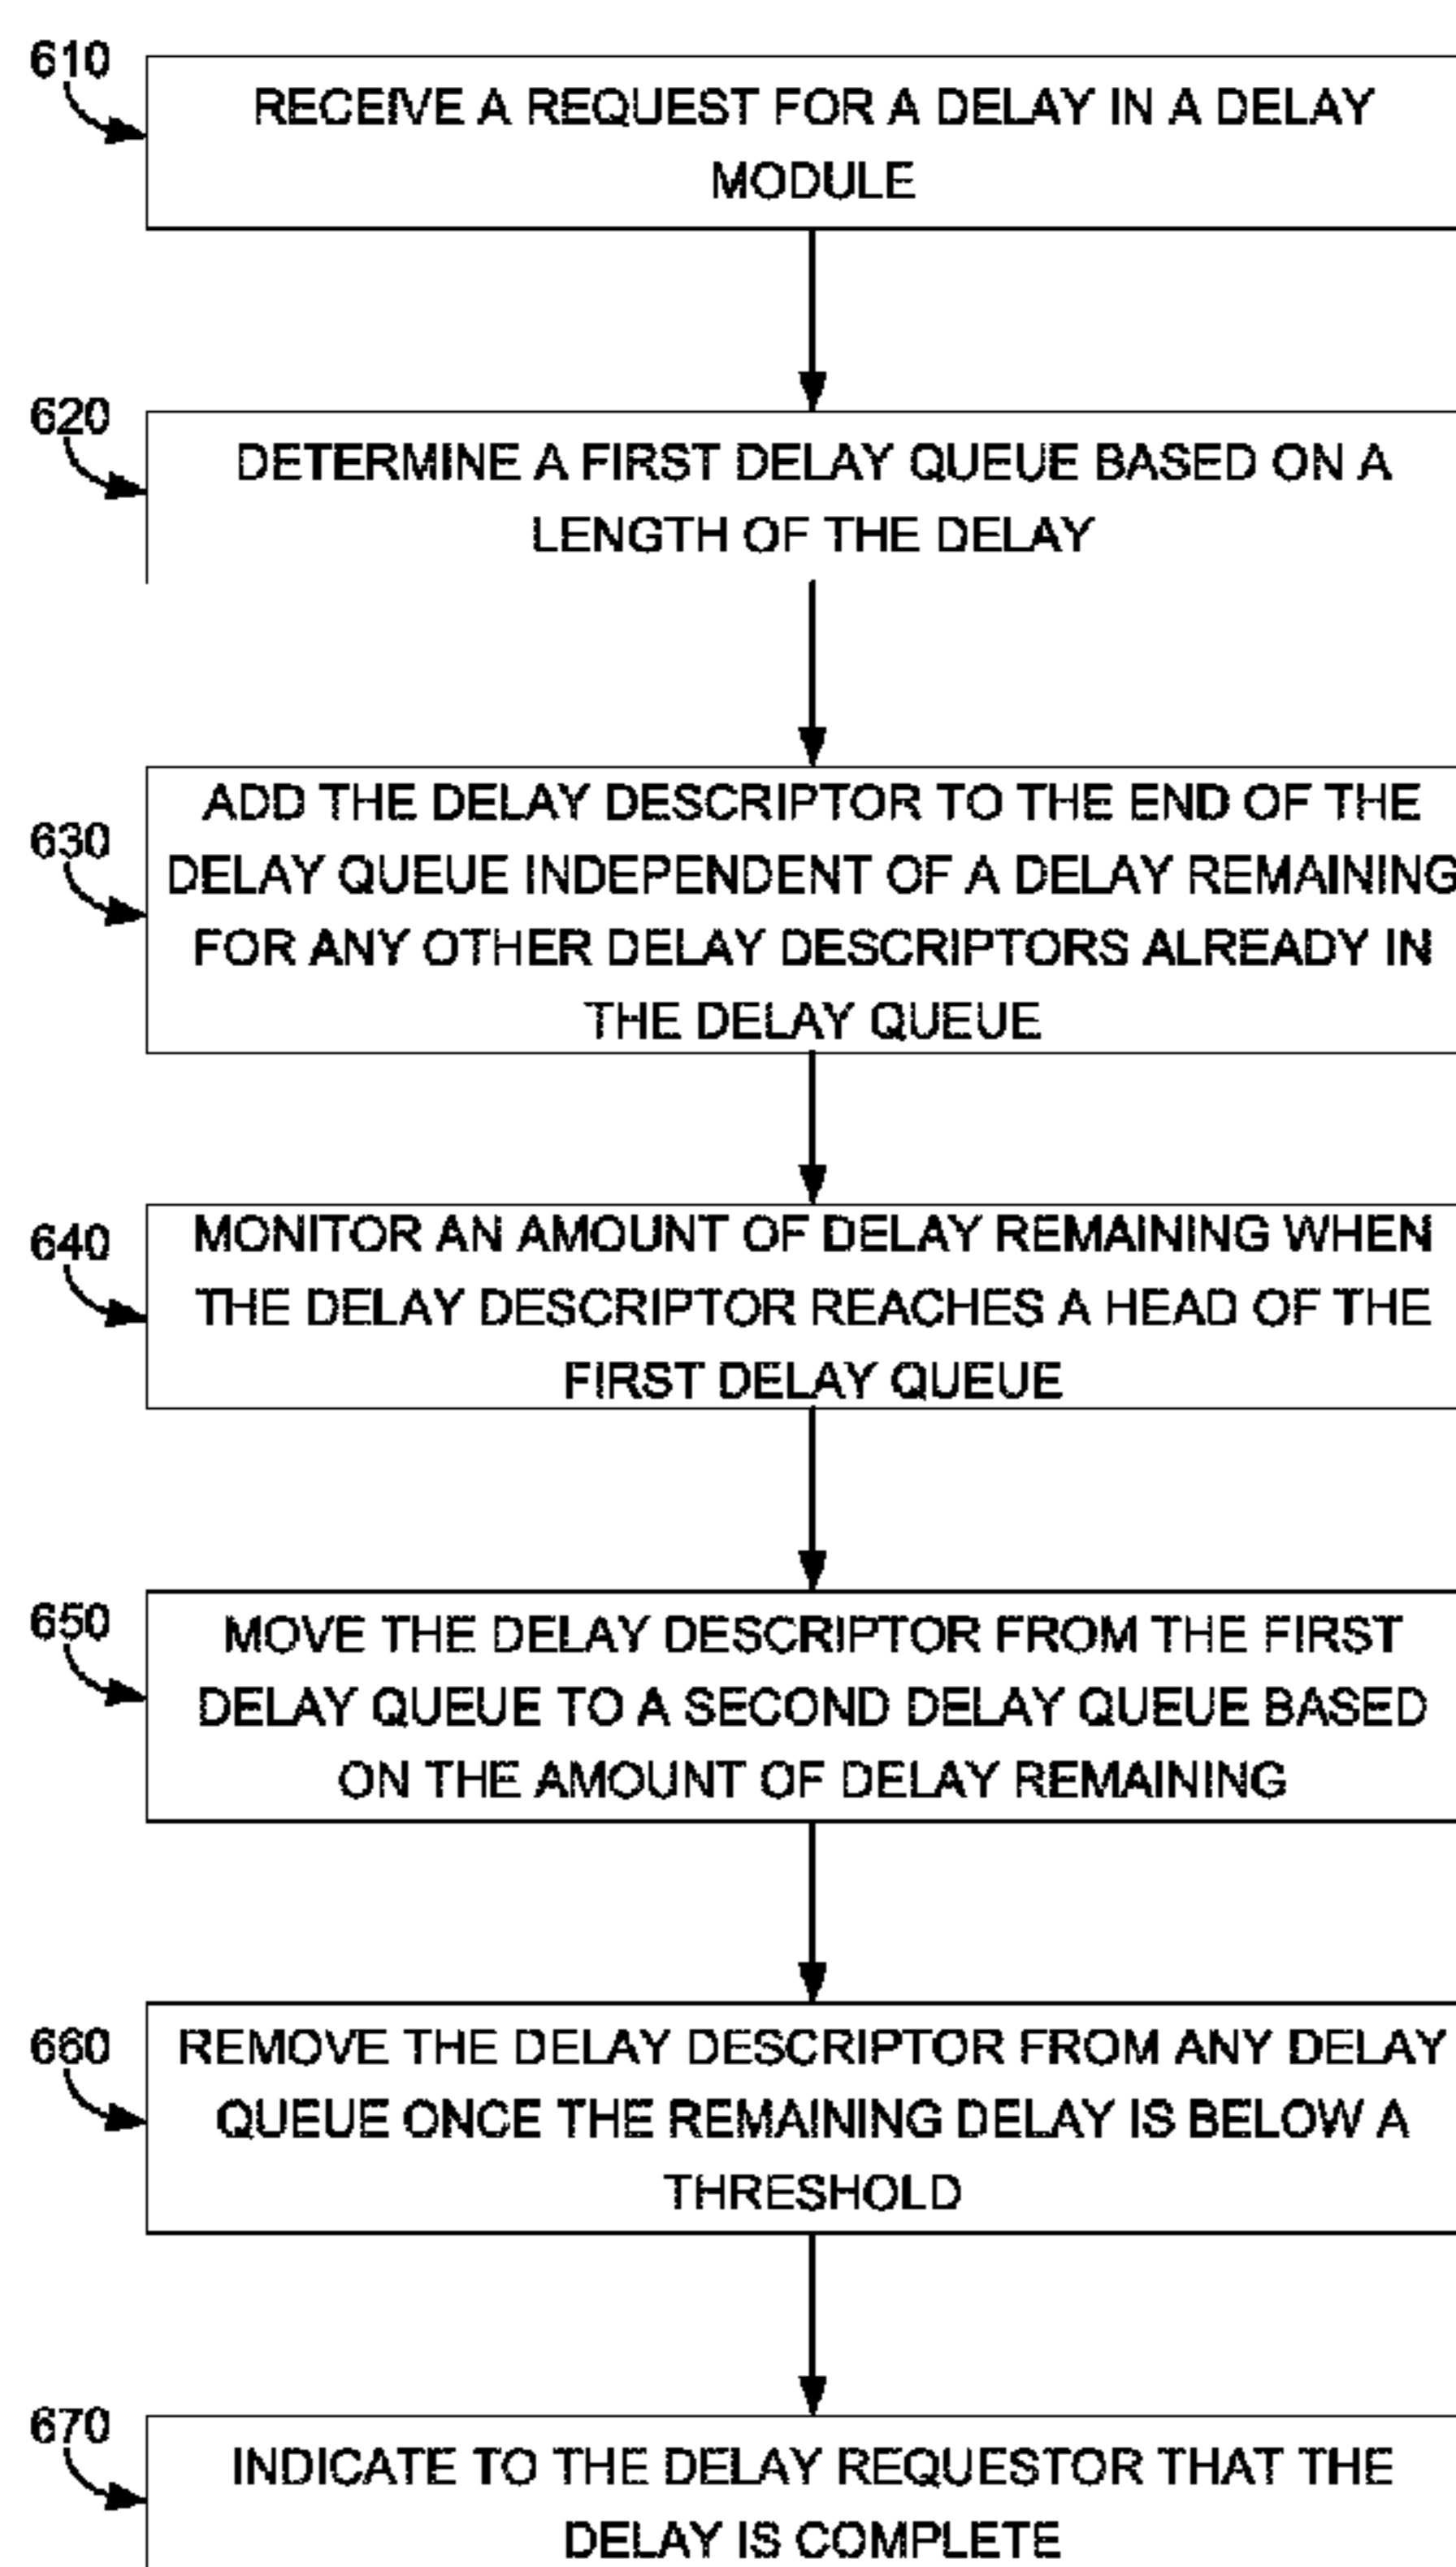 610
RECEIVE A REQUEST FOR A DELAY IN A DELAY
MODULE
620
DETERMINE A FIRST DELAY QUEUE BASED ON A
LENGTH OF THE DELAY
630
ADD THE DELAY DESCRIPTOR TO THE END OF THE
DELAY QUEUE INDEPENDENT OF A DELAY REMAINING
FOR ANY OTHER DELAY DESCRIPTORS ALREADY IN
THE DELAY QUEUE
640
MONITOR AN AMOUNT OF DELAY REMAINING WHEN
THE DELAY DESCRIPTOR REACHES A HEAD OF THE
FIRST DELAY QUEUE
650
MOVE THE DELAY DESCRIPTOR FROM THE FIRST
DELAY QUEUE TO A SECOND DELAY QUEUE BASED
ON THE AMOUNT OF DELAY REMAINING
660
REMOVE THE DELAY DESCRIPTOR FROM ANY DELAY
QUEUE ONCE THE REMAINING DELAY IS BELOW A
THRESHOLD
670
INDICATE TO THE DELAY REQUESTOR THAT THE
DELAY IS COMPLETE